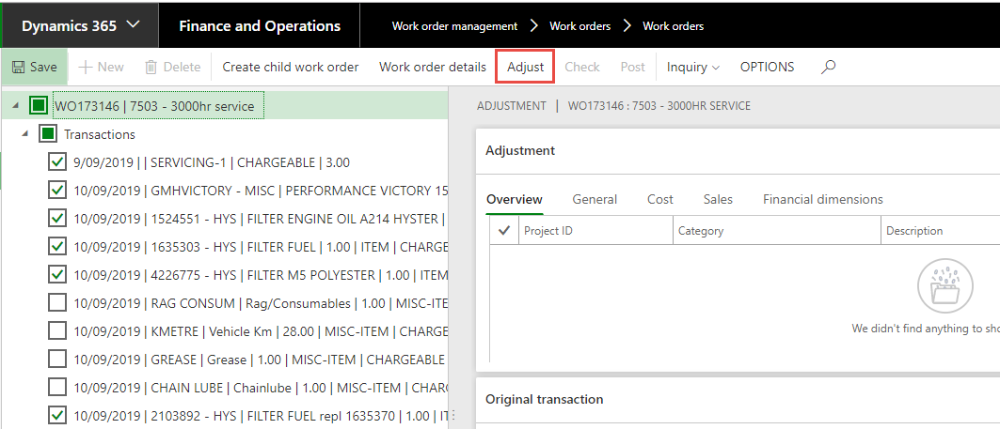 Dynamics 365 Finance and Operations Work order management Work orders Work orders
Save New Delete Create child work order Work order details Adjust Check Post Inquiry OPTIONS
WO173146 | 7503 - 3000hr service
Transactions
9/09/2019 | | SERVICING-1 | CHARGEABLE | 3.00
10/09/2019 | GMHVICTORY - MISC | PERFORMANCE VICTORY 15
10/09/2019 | 1524551 - HYS | FILTER ENGINE OIL A214 HYSTER |
10/09/2019 | 1635303 - HYS | FILTER FUEL | 1.00 | ITEM | CHARG
10/09/2019 | 4226775 - HYS | FILTER M5 POLYESTER | 1.00 | ITEM
10/09/2019 | RAG CONSUM | Rag/Consumables | 1.00 | MISC-ITE
10/09/2019 | KMETRE | Vehicle Km | 28.00 | MISC-ITEM | CHARGE
10/09/2019 | GREASE | Grease | 1.00 | MISC-ITEM | CHARGEABLE
10/09/2019 | CHAIN LUBE | Chainlube | 1.00 | MISC-ITEM | CHARG
10/09/2019 | 2103892 - HYS | FILTER FUEL repl 1635370 | 1.00 | IT
ADJUSTMENT | WO173146 : 7503 - 3000HR SERVICE
Adjustment
Overview General Cost Sales Financial dimensions
Project ID Category Description
We didn't find anything to sho
Original transaction